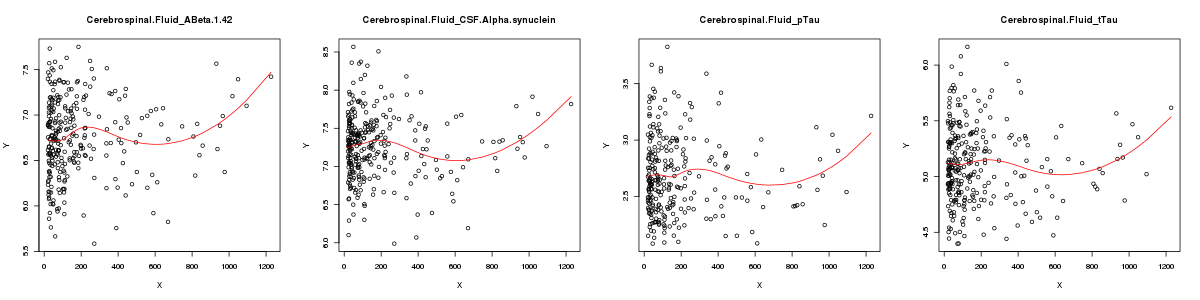 Cerebrospinal.Fluid_ABeta.1.42
Y
7.5
7.0
6.5
6.0
5.5
0 200 400 600 800 1000 1200
X
Cerebrospinal.Fluid_CSF.Alpha.synuclein
Y
8.5
8.0
7.5
7.0
6.5
6.0
0 200 400 600 800 1000 1200
X
Cerebrospinal.Fluid_pTau
Y
3.5
3.0
2.5
0 200 400 600 800 1000 1200
X
Cerebrospinal.Fluid_tTau
Y
6.0
5.5
5.0
4.5
0 200 400 600 800 1000 1200
X